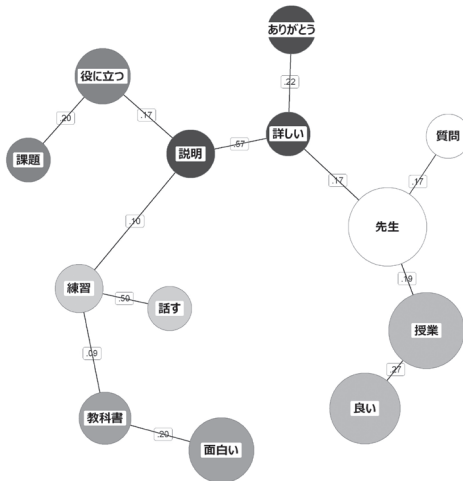 ありがとう
.22
役に立つ
.20
.17
課題
説明
.67
詳しい
質問
.17
.17
先生
.10
.19
練習
.50
話す
授業
.09
.27
良い
教科書
.20
面白い